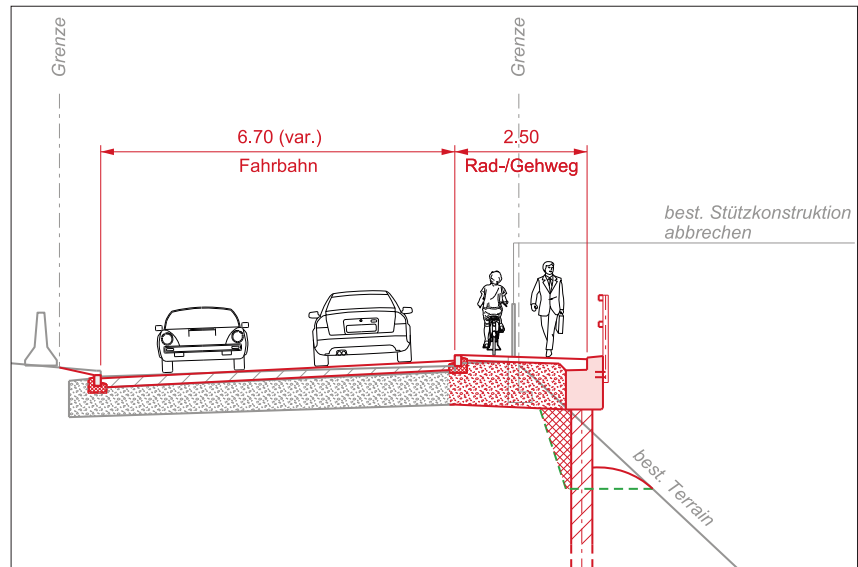 Grenze
Grenze
6.70 (var.)
Fahrbahn
2.50
Rad-/Gehweg
best. Stützkonstruktion
abbrechen
best. Terrain